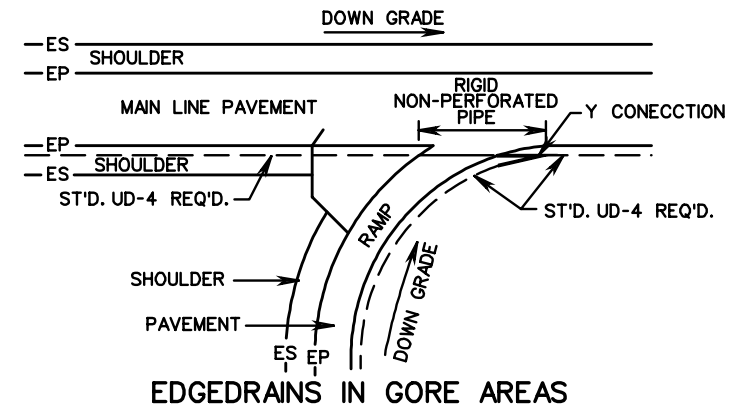 DOWN GRADE
ES
SHOULDER
EP
RIGID
NON-PERFORATED
PIPE
MAIN LINE PAVEMENT
Y CONECCTION
EP
SHOULDER
ES
ST'D. UD-4 REQ'D.
ST'D. UD-4 REQ'D.
RAMP
SHOULDER
DOWN GRADE
PAVEMENT
ES EP
EDGEDRAINS IN GORE AREAS